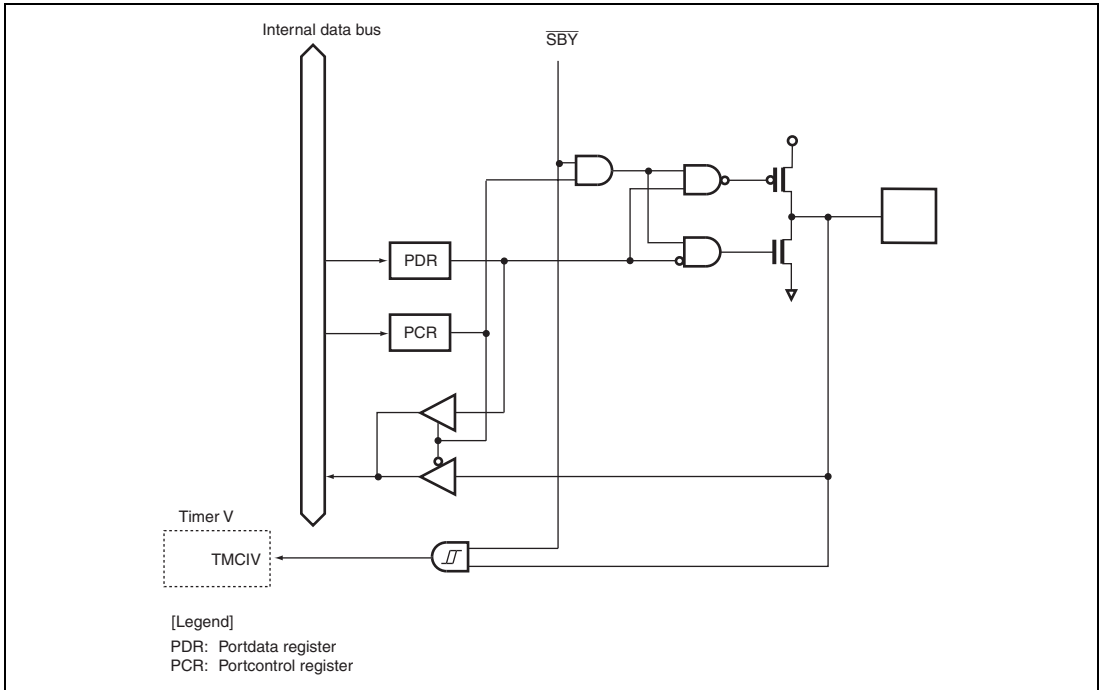 Internal data bus
SBY
PDR
PCR
Timer V
TMCIV
[Legend]
PDR: Portdata register
PCR: Portcontrol register